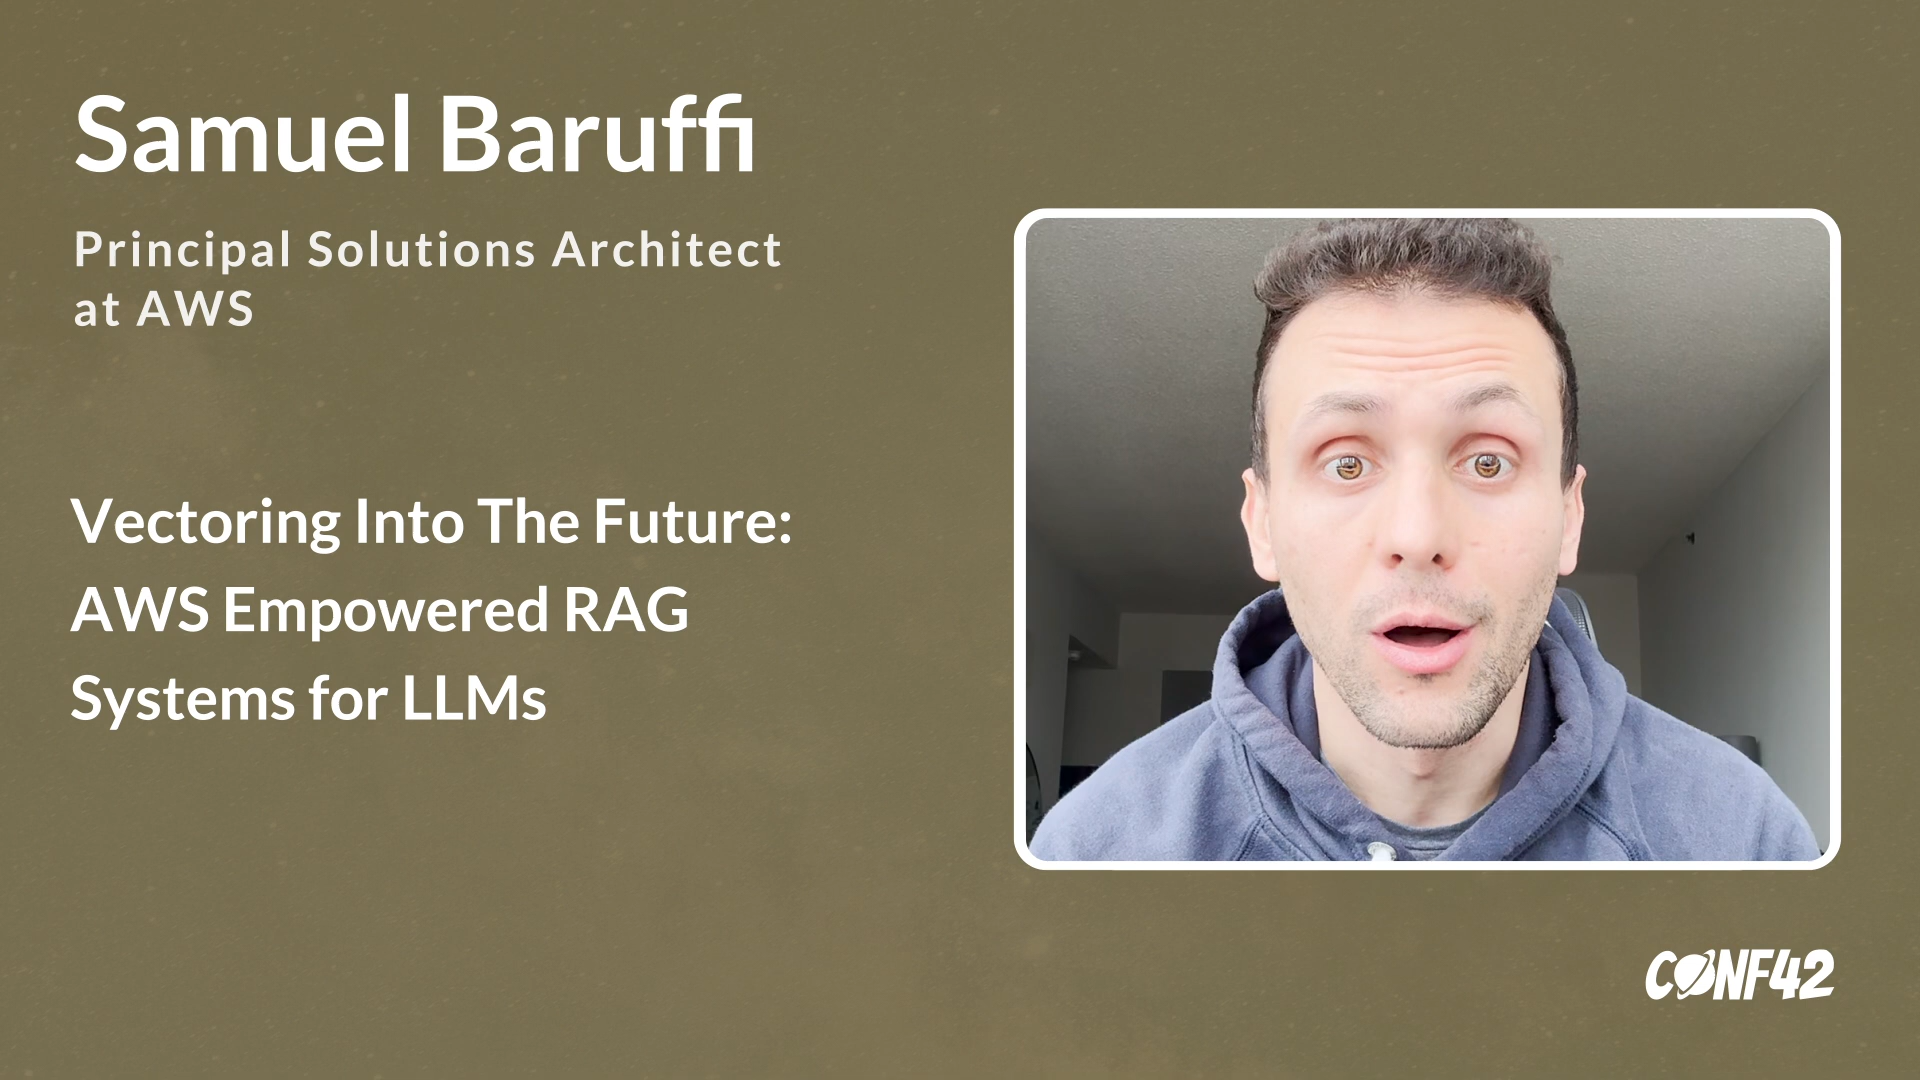 Samuel Baruffi
Principal Solutions Architect
at AWS
Vectoring Into The Future:
AWS Empowered RAG
Systems for LLMs
CONF42